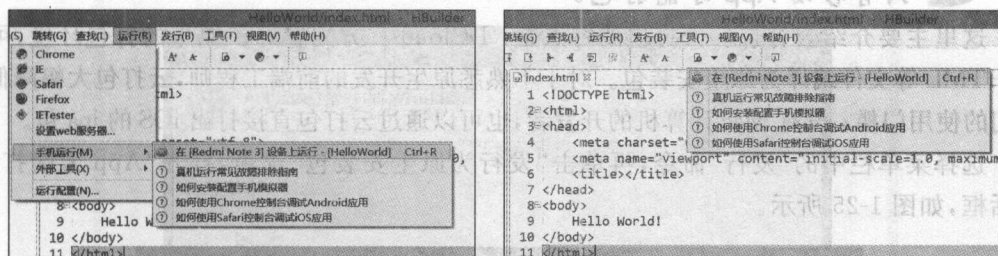 HelloWorld/index.html - HBuilder
(S) 跳转(G) 查找(L) 运行(R) 发行(B) 工具(T) 视图(V) 帮助(H)
Chrome
IE
Safari
Firefox
IETester
设置web服务器...
手机运行(M)
外部工具(X)
运行配置(N)...
在 [Redmi Note 3] 设备上运行 - [HelloWorld] Ctrl+R
真机运行常见故障排除指南
如何安装配置手机模拟器
如何使用Chrome控制台调试Android应用
如何使用Safari控制台调试iOS应用
tml>
="utf-8">
0,
8 <body>
9 Hello W
10 </body>
11 </html>
HelloWorld/index.html - HBuilder
跳转(G) 查找(L) 运行(R) 发行(B) 工具(T) 视图(V) 帮助(H)
index.html
在 [Redmi Note 3] 设备上运行 - [HelloWorld] Ctrl+R
真机运行常见故障排除指南
如何安装配置手机模拟器
如何使用Chrome控制台调试Android应用
如何使用Safari控制台调试iOS应用
1 <!DOCTYPE html>
2 <html>
3 <head>
4 <meta charset="
5 <meta name="viewport" content="initial-scale=1.0, maximum
6 <title></title>
7 </head>
8 <body>
9 Hello World!
10 </body>
11 </html>